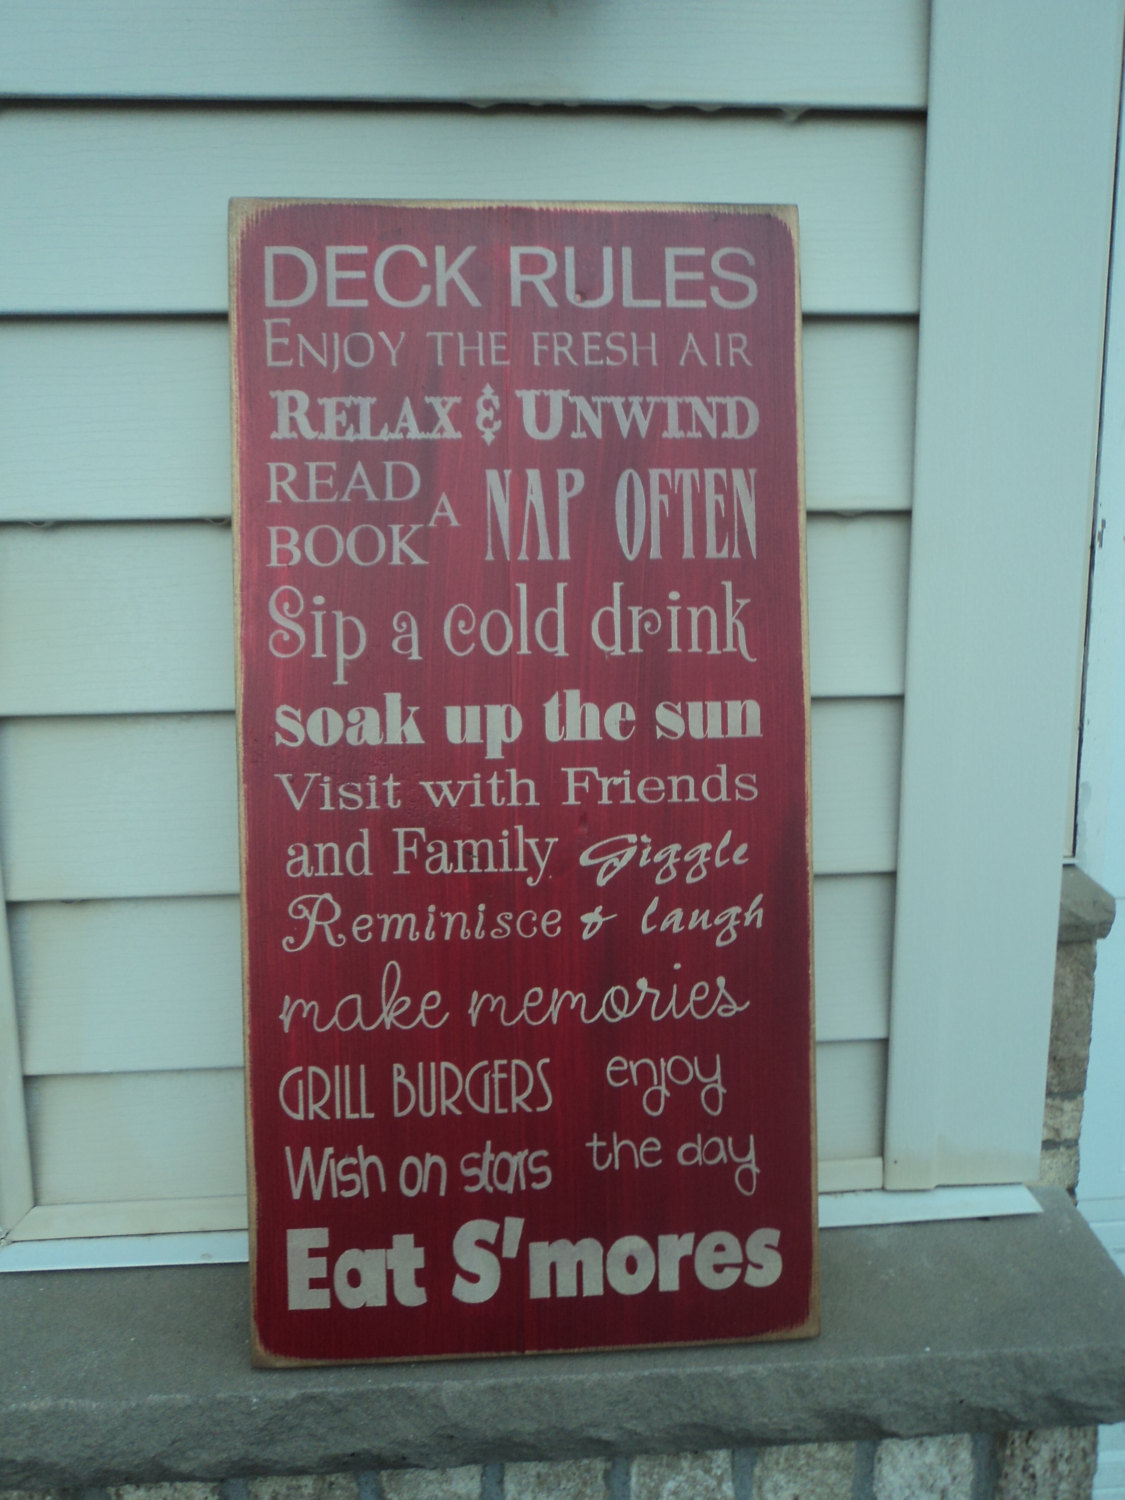 DECK RULES
ENJOY THE FRESH AIR
RELAX & UNWIND
READ A BOOK
NAP OFTEN
Sip a cold drink
soak up the sun
Visit with Friends
and Family
Giggle & laugh
Reminisce
make memories
GRILL BURGERS
enjoy the day
Wish on stars
Eat S'mores